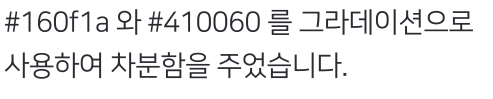 #160f1a 와 #410060 를 그라데이션으로
사용하여 차분함을 주었습니다.